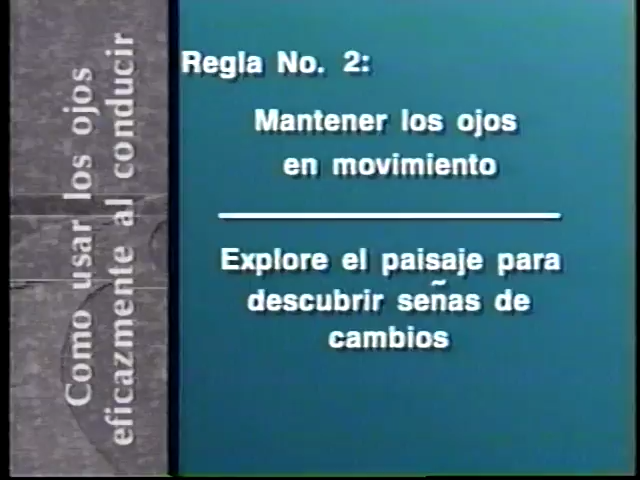 Como usar los ojos
eficazmente al conducir
Regla No. 2:
Mantener los ojos
en movimiento
Explore el paisaje para
descubrir señas de
cambios